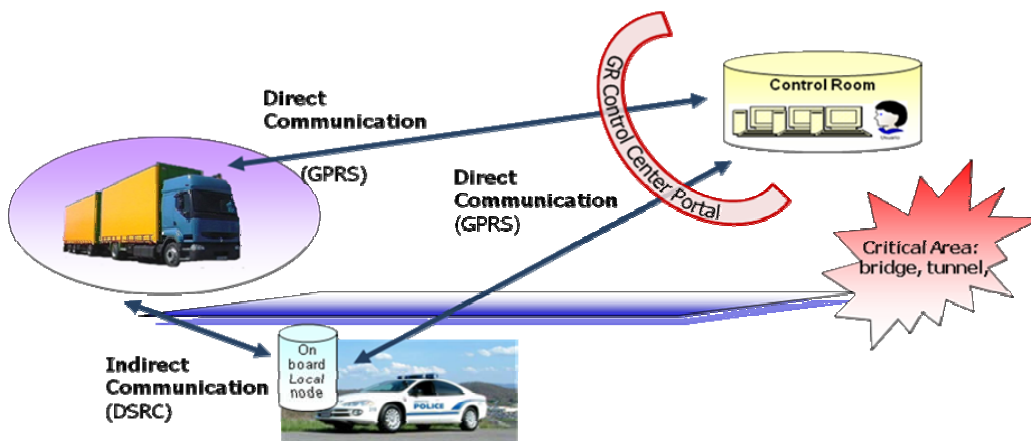 Control Room
Usuario
GR Control Center Portal
Direct
Communication
(GPRS)
Direct
Communication
(GPRS)
Critical Area:
bridge, tunnel,
Indirect
Communication
(DSRC)
On
board
Local
node
POLICE